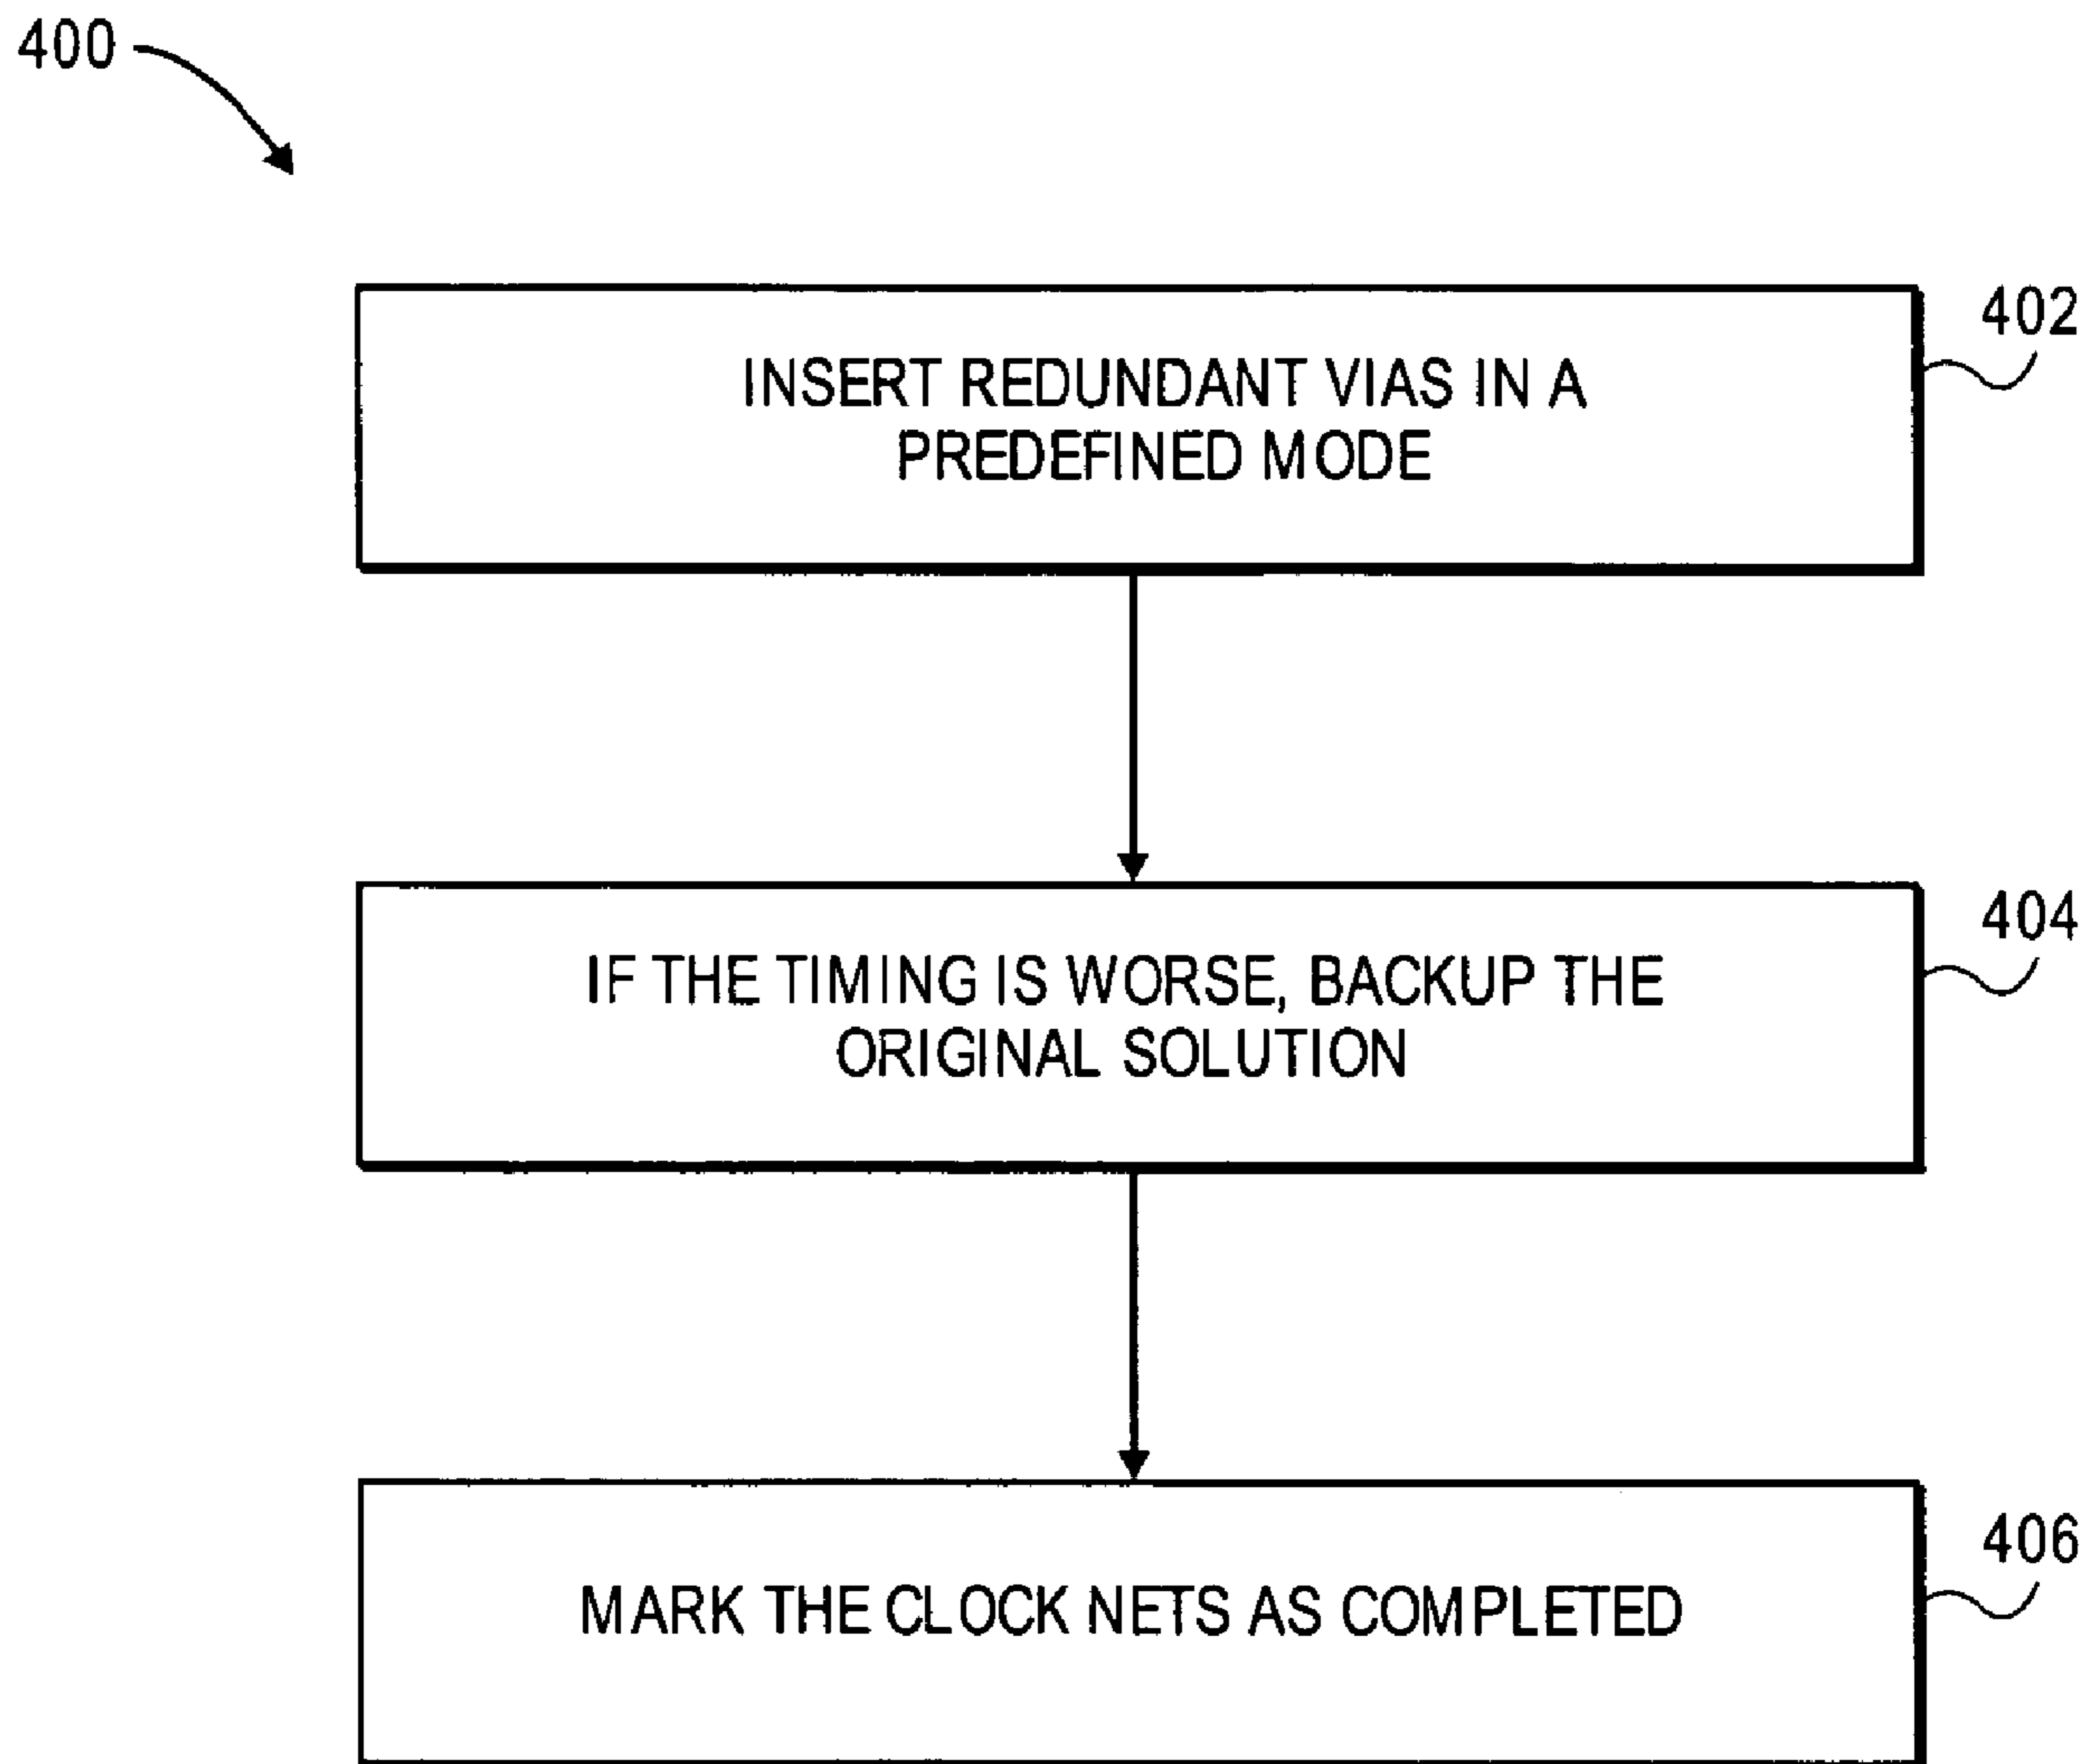 400
402
INSERT REDUNDANT VIAS IN A
PREDEFINED MODE
404
IF THE TIMING IS WORSE, BACKUP THE
ORIGINAL SOLUTION
406
MARK THE CLOCK NETS AS COMPLETED